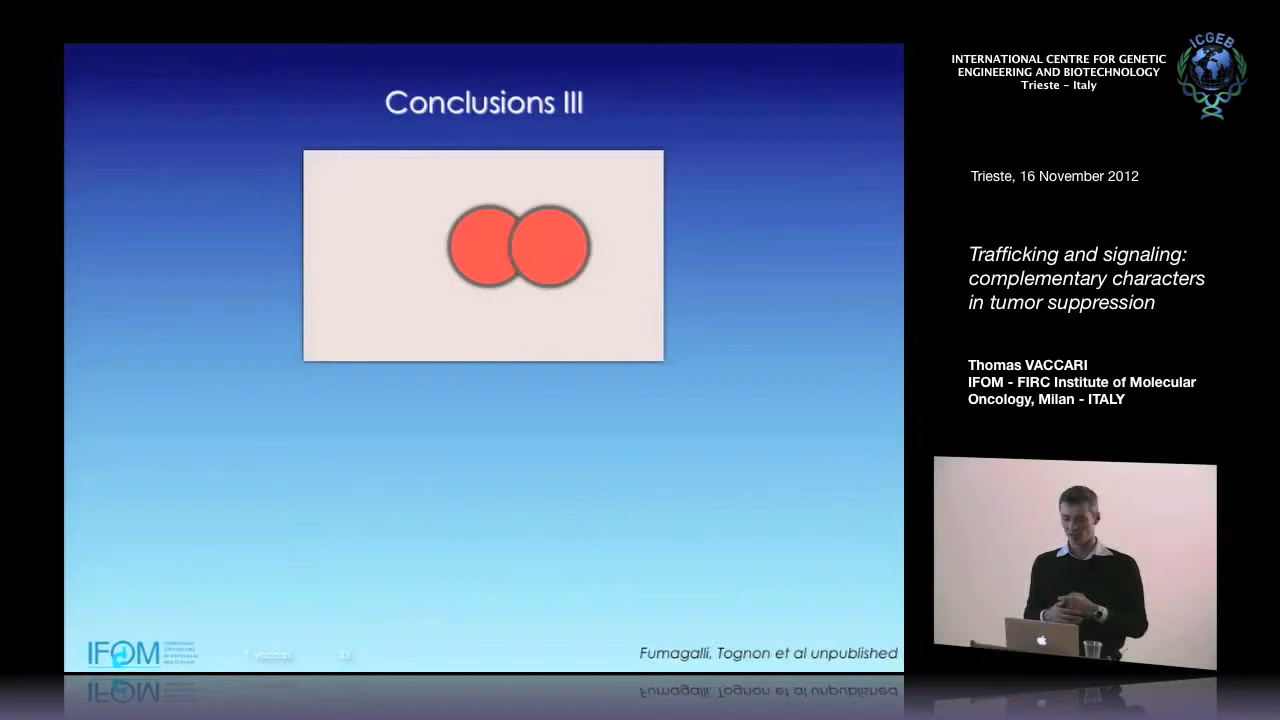 Conclusions III
IFOM
T. Vaccari
33
Fumagalli, Tognon et al unpublished
INTERNATIONAL CENTRE FOR GENETIC
ENGINEERING AND BIOTECHNOLOGY
Trieste - Italy
ICGEB
Trieste, 16 November 2012
Trafficking and signaling:
complementary characters
in tumor suppression
Thomas VACCARI
IFOM - FIRC Institute of Molecular
Oncology, Milan - ITALY